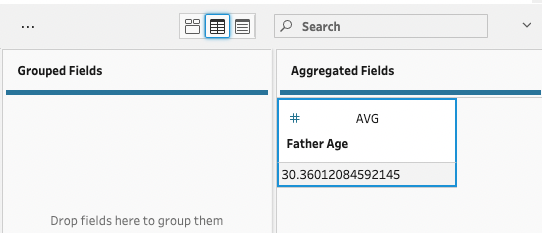 ...
Search
Grouped Fields
Aggregated Fields
# AVG
Father Age
30.36012084592145
Drop fields here to group them